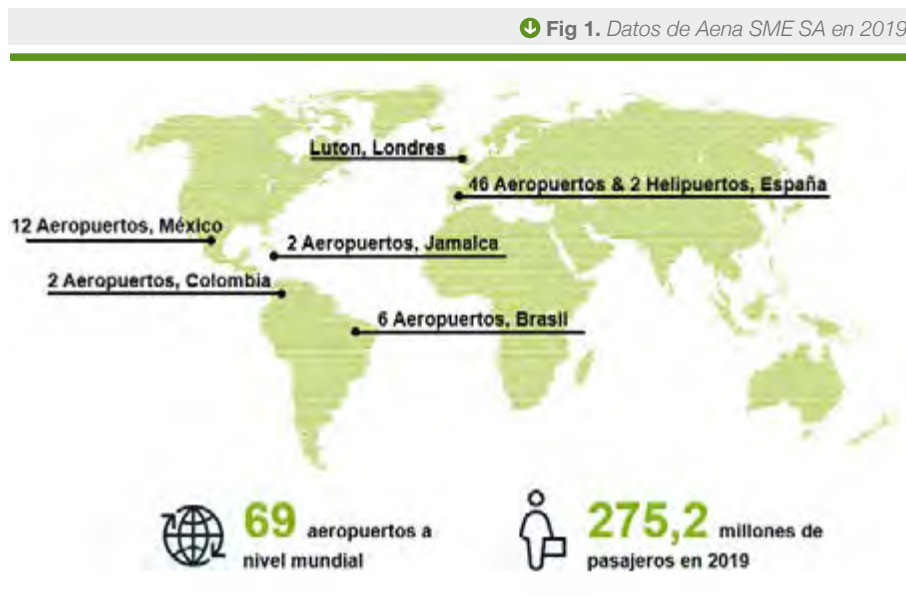 Fig 1. Datos de Aena SME SA en 2019
Luton, Londres
46 Aeropuertos & 2 Helipuertos, España
12 Aeropuertos, México
2 Aeropuertos, Jamaica
2 Aeropuertos, Colombia
6 Aeropuertos, Brasil
69 aeropuertos a
nivel mundial
275,2 millones de
pasajeros en 2019